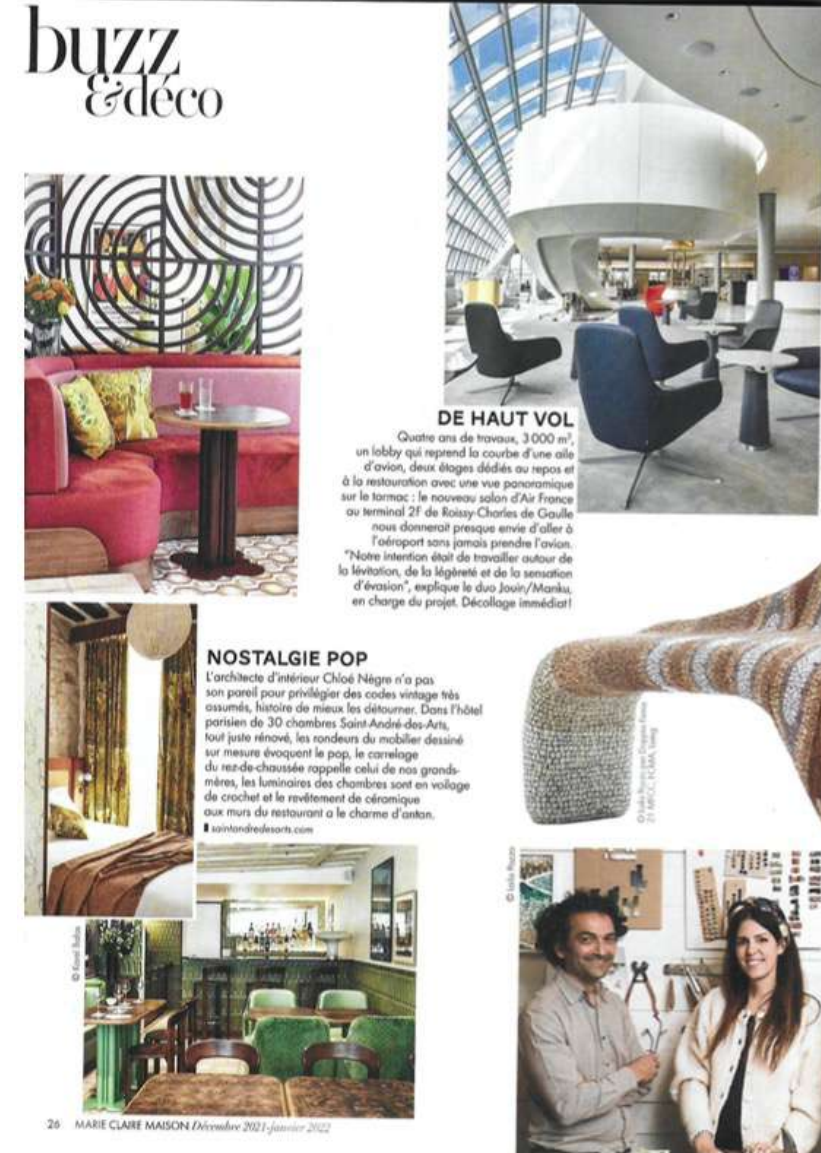 buzz
&déco
DE HAUT VOL
Quatre ans de travaux, 3 000 m²,
un lobby qui reprend la courbe d'une aile
d'avion, deux étages dédiés au repos et
à la restauration avec une vue panoramique
sur le tarmac : le nouveau salon d'Air France
au terminal 2F de Roissy-Charles de Gaulle
nous donnerait presque envie d'aller à
l'aéroport sans jamais prendre l'avion.
"Notre intention était de travailler autour de
la lévitation, de la légèreté et de la sensation
d'évasion", explique le duo Jouin/Manku,
en charge du projet. Décollage immédiat!
NOSTALGIE POP
L'architecte d'intérieur Chloé Nègre n'a pas
son pareil pour privilégier des codes vintage très
assumés, histoire de mieux les détourner. Dans l'hôtel
parisien de 30 chambres Saint-André-des-Arts,
tout juste rénové, les rondeurs du mobilier dessiné
sur mesure évoquent le pop, le carrelage
du rez-de-chaussée rappelle celui de nos grands-
mères, les luminaires des chambres sont en voilage
de crochet et le revêtement de céramique
aux murs du restaurant a le charme d'antan.
saintandredesarts.com
26 MARIE CLAIRE MAISON Décembre 2021-janvier 2022